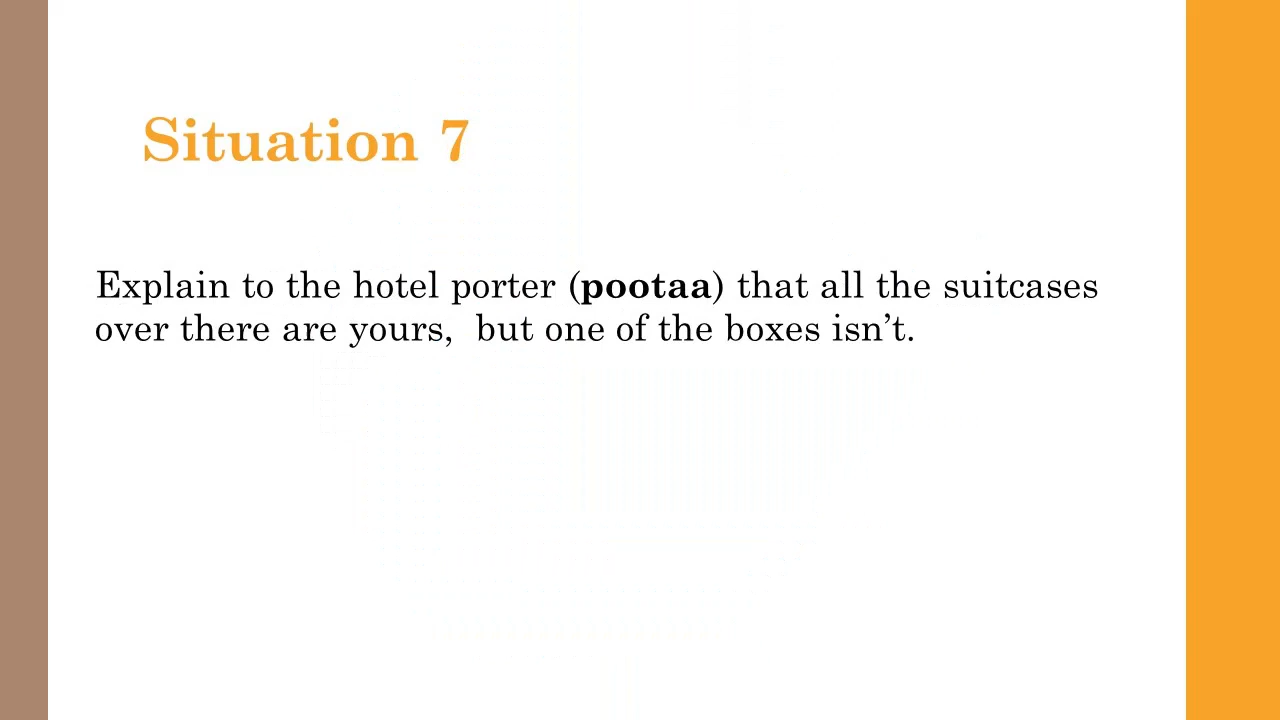 Situation 7
Explain to the hotel porter (pootaa) that all the suitcases
over there are yours,  but one of the boxes isn’t.